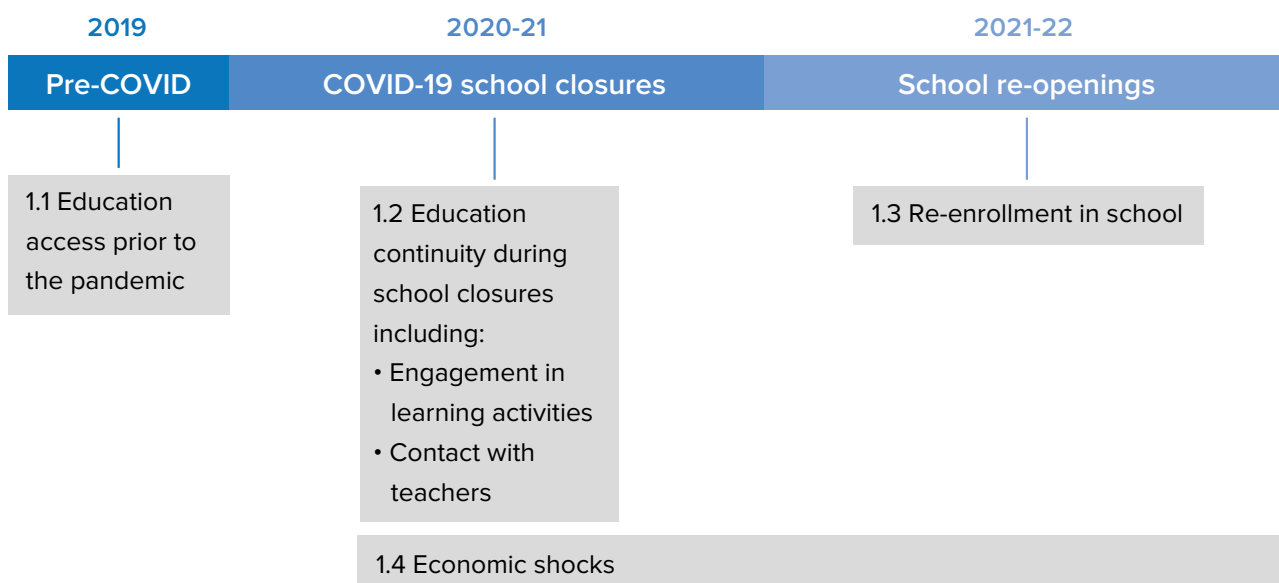 2019
2020-21
2021-22
Pre-COVID
COVID-19 school closures
School re-openings
1.1 Education
access prior to
the pandemic
1.2 Education
continuity during
school closures
including:
• Engagement in
learning activities
• Contact with
teachers
1.3 Re-enrollment in school
1.4 Economic shocks